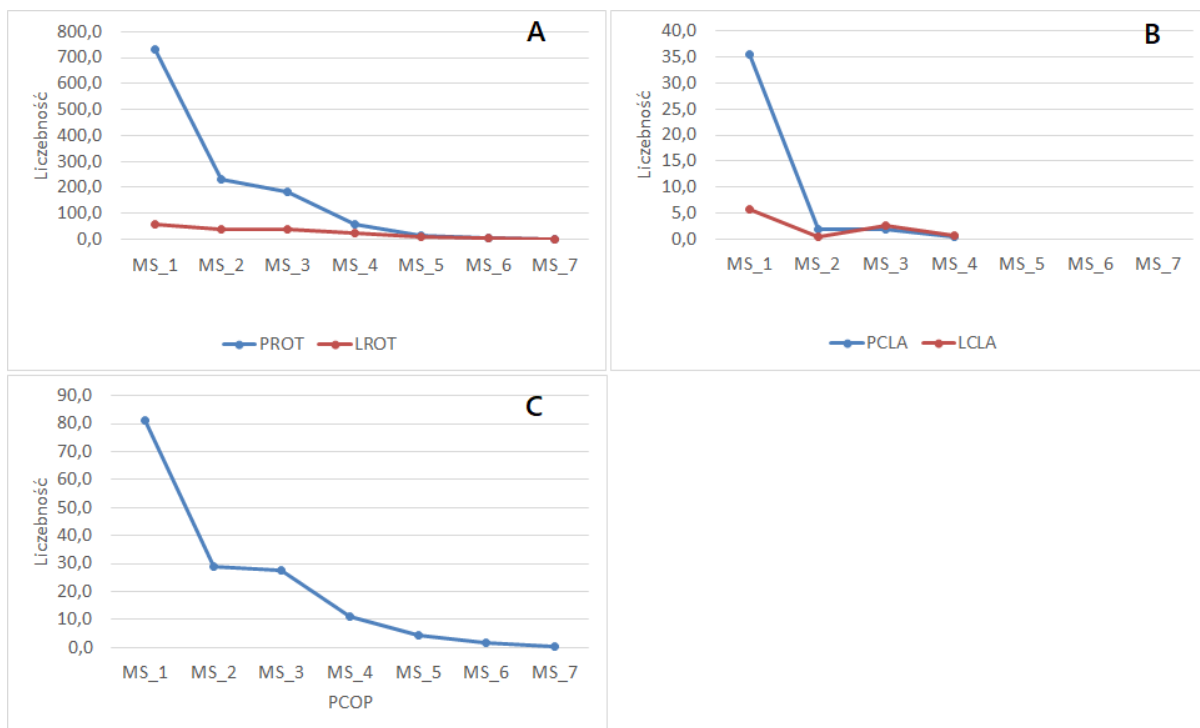 A
800,0
700,0
600,0
500,0
400,0
300,0
200,0
100,0
0,0
Liczebność
MS_1 MS_2 MS_3 MS_4 MS_5 MS_6 MS_7
PROT LROT
B
40,0
35,0
30,0
25,0
20,0
15,0
10,0
5,0
0,0
Liczebność
MS_1 MS_2 MS_3 MS_4 MS_5 MS_6 MS_7
PCLA LCLA
C
90,0
80,0
70,0
60,0
50,0
40,0
30,0
20,0
10,0
0,0
Liczebność
MS_1 MS_2 MS_3 MS_4 MS_5 MS_6 MS_7
PCOP